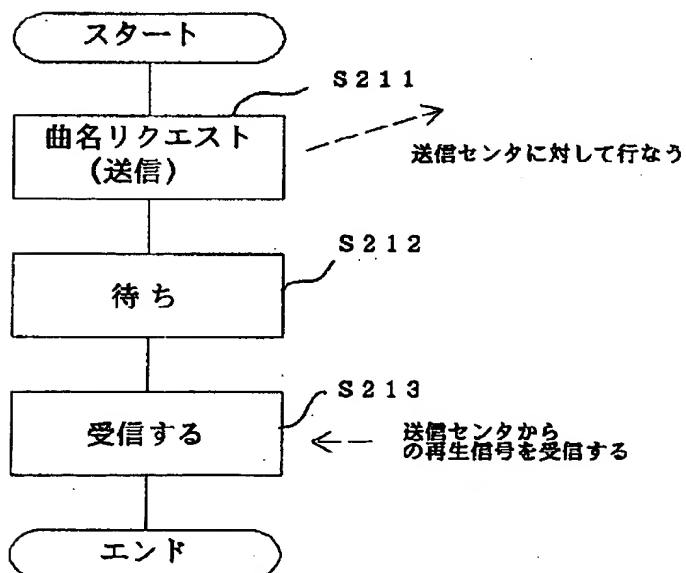 スタート
S211
曲名リクエスト
(送信)
送信センタに対して行なう
S212
待ち
S213
受信する
送信センタから
の再生信号を受信する
エンド